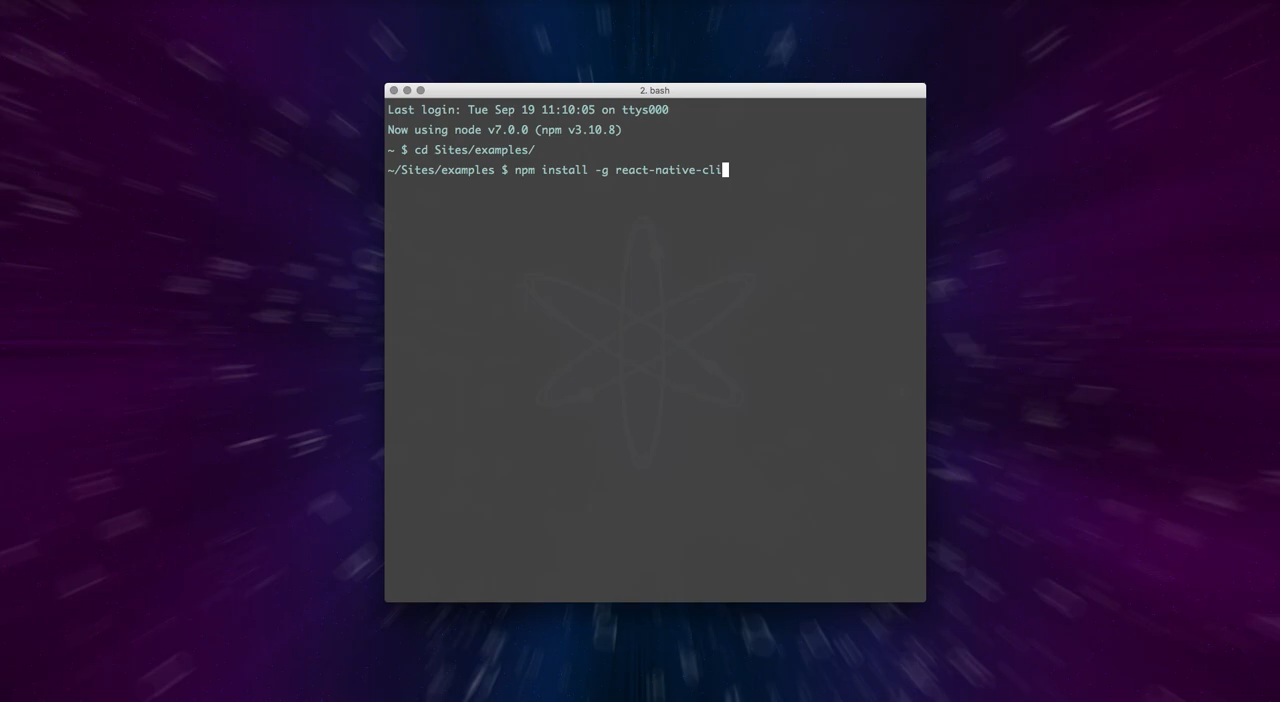 2. bash
Last login: Tue Sep 19 11:10:05 on ttys000
Now using node v7.0.0 (npm v3.10.8)
~ $ cd Sites/examples/
~/Sites/examples $ npm install -g react-native-cli